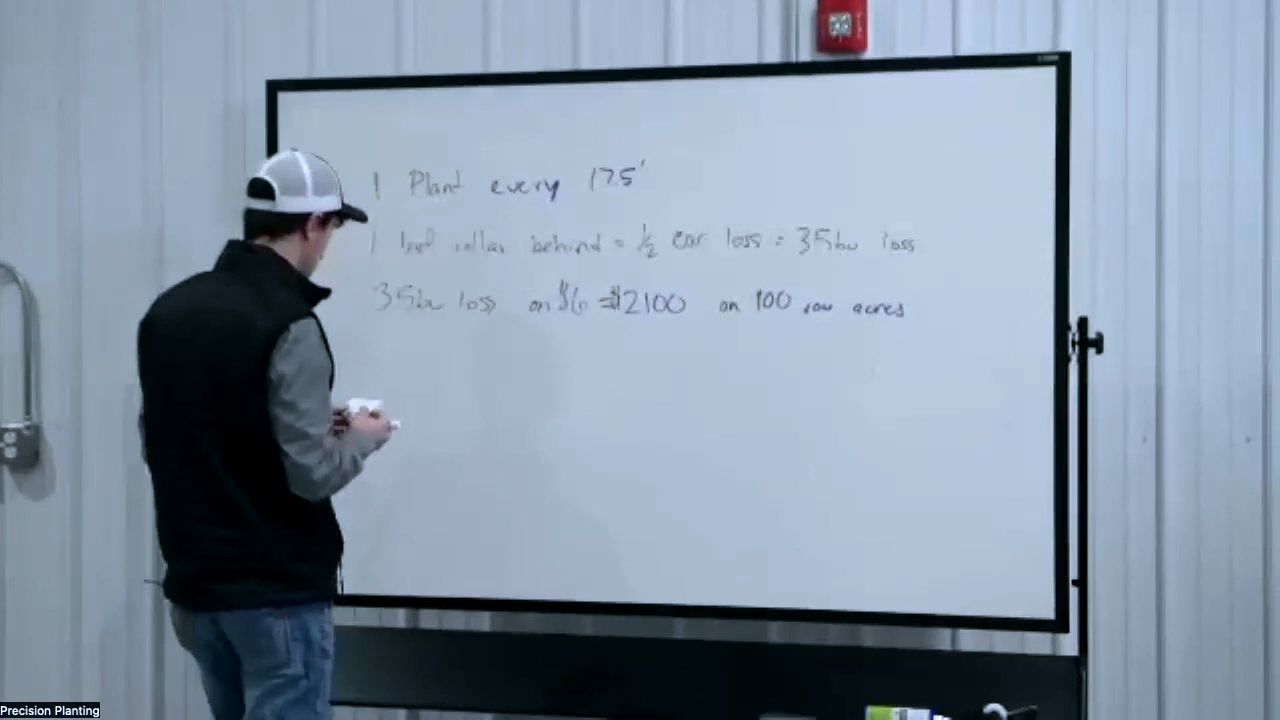 1 Plant every 17.5'
1 leaf collar behind = 1/2 ear loss = 3.5bu loss
3.5bu loss on $6 = $2100 on 100 row acres
Precision Planting